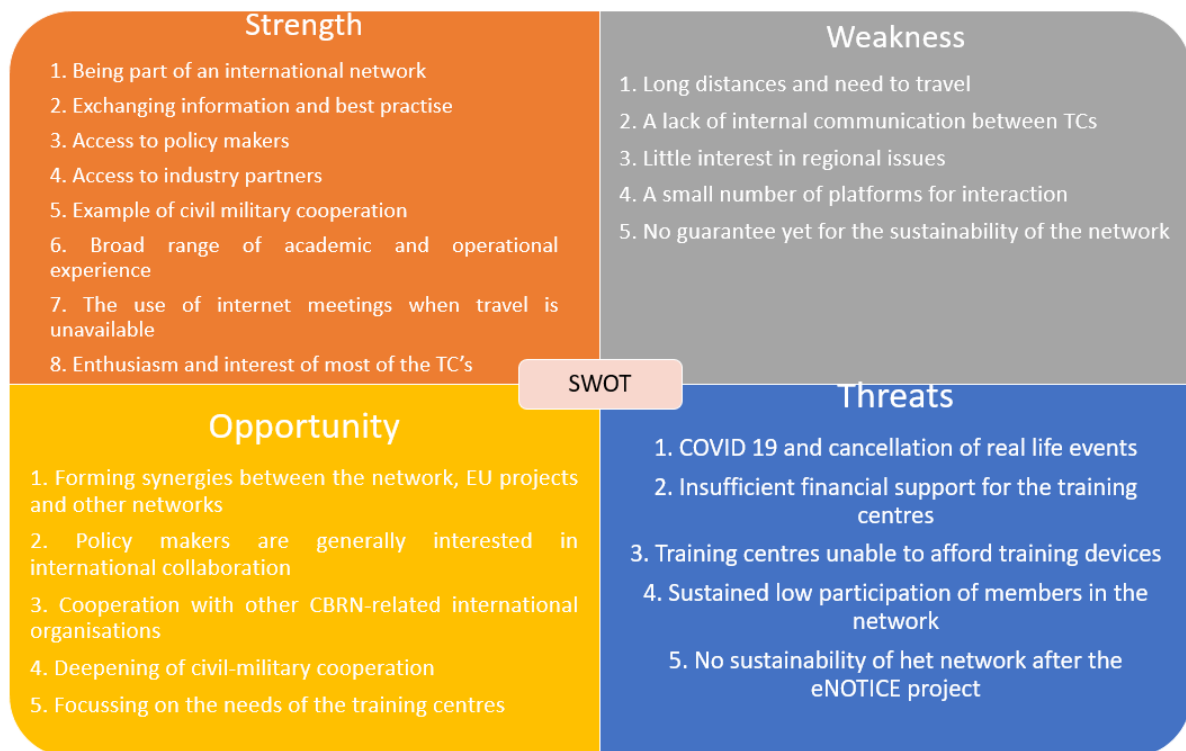 Strength
1. Being part of an international network
2. Exchanging information and best practise
3. Access to policy makers
4. Access to industry partners
5. Example of civil military cooperation
6. Broad range of academic and operational
experience
7. The use of internet meetings when travel is
unavailable
8. Enthusiasm and interest of most of the TC’s
Weakness
1. Long distances and need to travel
2. A lack of internal communication between TCs
3. Little interest in regional issues
4. A small number of platforms for interaction
5. No guarantee yet for the sustainability of the network
SWOT
Opportunity
1. Forming synergies between the network, EU projects
and other networks
2. Policy makers are generally interested in
international collaboration
3. Cooperation with other CBRN-related international
organisations
4. Deepening of civil-military cooperation
5. Focussing on the needs of the training centres
Threats
1. COVID 19 and cancellation of real life events
2. Insufficient financial support for the training
centres
3. Training centres unable to afford training devices
4. Sustained low participation of members in the
network
5. No sustainability of het network after the
eNOTICE project